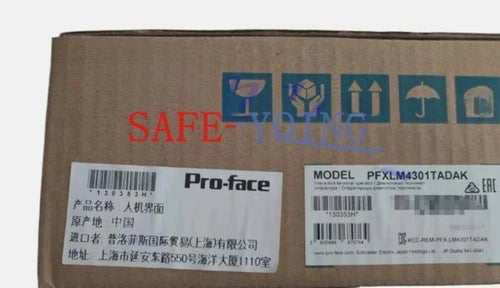 SAFE-YQING
*130353H*
Pro-face
产品名: 人机界面
原产地: 中国
进口者: 普洛菲斯国际贸易(上海)有限公司
地址: 上海市延安东路550号海洋大厦1110室
MODEL PFXLM4301TADAK
*130353H*
KCC-REM-PFX-LM4301TADAK